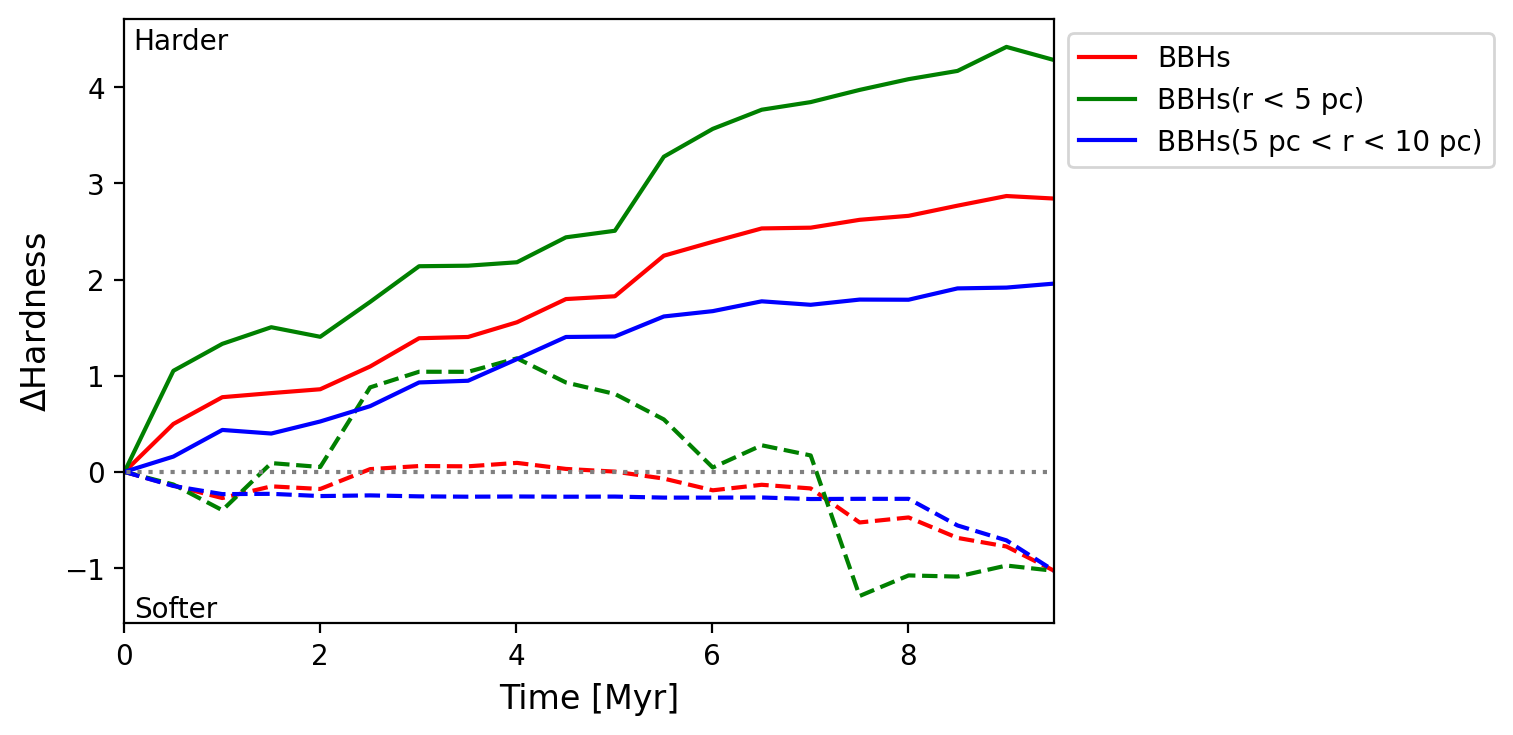 Harder
BBHs
BBHs(r < 5 pc)
BBHs(5 pc < r < 10 pc)
4
3
2
1
0
−1
ΔHardness
Softer
0
2
4
6
8
Time [Myr]